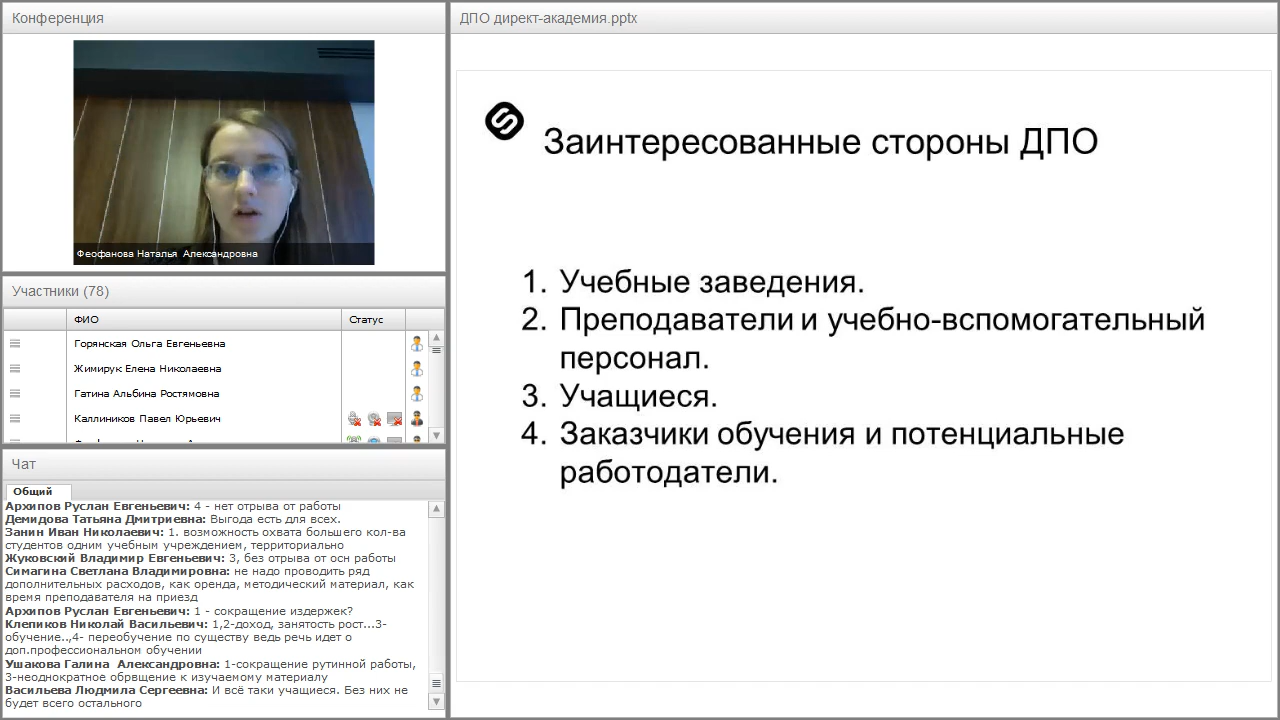 Конференция
Феофанова Наталья Александровна
Участники (78)
ФИО Статус
Горянская Ольга Евгеньевна
Жимирук Елена Николаевна
Гатина Альбина Ростямовна
Каллиников Павел Юрьевич
Чат
Общий
Архипов Руслан Евгеньевич: 4 - нет отрыва от работы
Демидова Татьяна Дмитриевна: Выгода есть для всех.
Занин Иван Николаевич: 1. возможность охвата большего кол-ва
студентов одним учебным учреждением, территориально
Жуковский Владимир Евгеньевич: 3, без отрыва от осн работы
Симагина Светлана Владимировна: не надо проводить ряд
дополнительных расходов, как оренда, методический материал, как
время преподавателя на приезд
Архипов Руслан Евгеньевич: 1 - сокращение издержек?
Клепиков Николай Васильевич: 1,2-доход, занятость рост...3-
обучение..,4- переобучение по существу ведь речь идет о
доп.профессиональном обучении
Ушакова Галина Александровна: 1-сокращение рутинной работы,
3-неоднократное обрвщение к изучаемому материалу
Васильева Людмила Сергеевна: И всё таки учащиеся. Без них не
будет всего остального
ДПО директ-академия.pptx
Заинтересованные стороны ДПО
1. Учебные заведения.
2. Преподаватели и учебно-вспомогательный
персонал.
3. Учащиеся.
4. Заказчики обучения и потенциальные
работодатели.